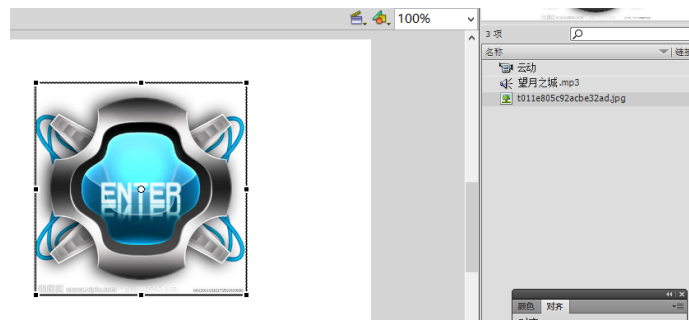 100%
3 项
名称
链接
云动
望月之城.mp3
t011e805c92acbe32ad.jpg
ENTER
颜色 对齐